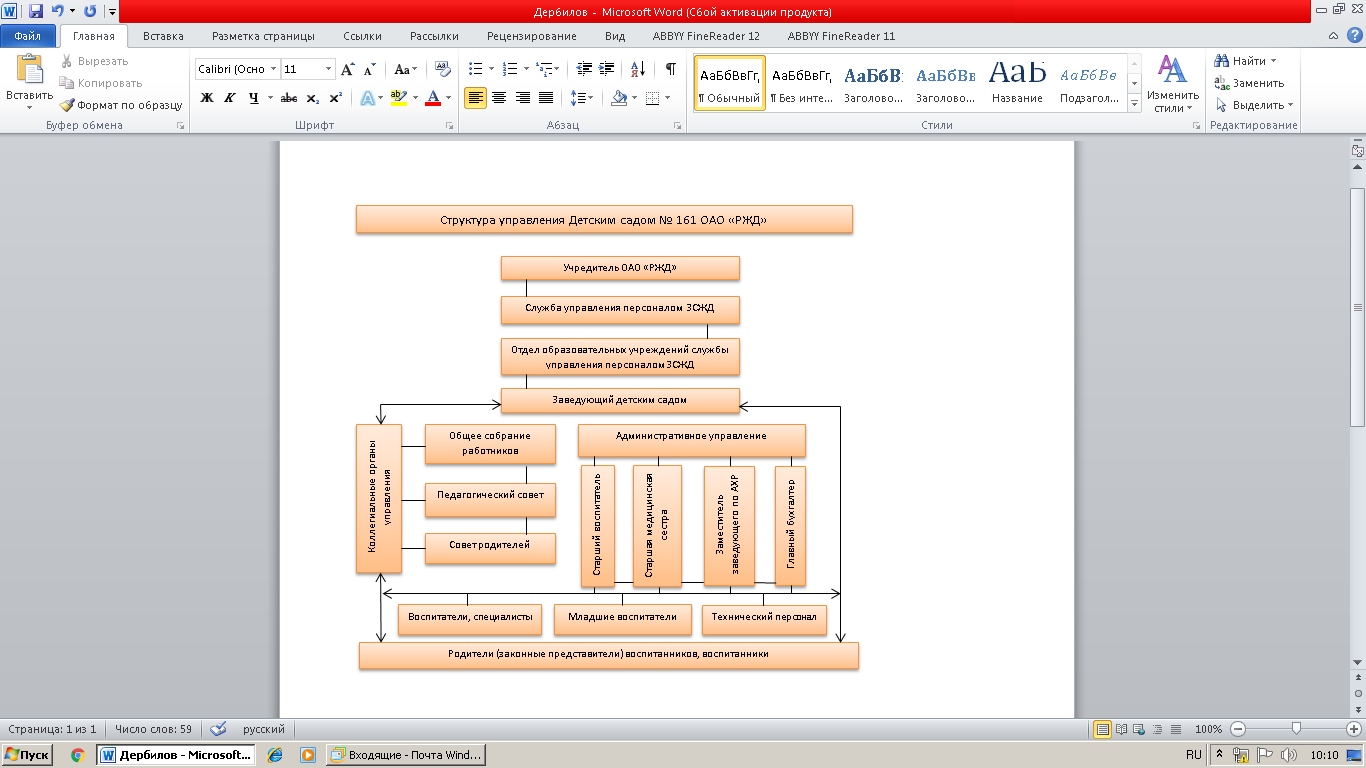 Дербилов - Microsoft Word (Сбой активации продукта)
Файл Главная Вставка Разметка страницы Ссылки Рассылки Рецензирование Вид ABBYY FineReader 12 ABBYY FineReader 11
Вставить
Вырезать
Копировать
Формат по образцу
Буфер обмена
Calibri (Осно 11
Ж К Ч abc x₂ x²
Шрифт
Абзац
АаБбВвГг,
¶ Обычный
АаБбВвГг,
¶ Без инте...
АаБбВ:
Заголово...
АаБбВв
Заголово...
АаБ
Название
АаБбВв
Подзагол...
Стили
Изменить
стили
Найти
Заменить
Выделить
Редактирование
Структура управления Детским садом № 161 ОАО «РЖД»
Учредитель ОАО «РЖД»
Служба управления персоналом ЗСЖД
Отдел образовательных учреждений службы
управления персоналом ЗСЖД
Заведующий детским садом
Коллегиальные органы
управления
Общее собрание
работников
Педагогический совет
Совет родителей
Административное управление
Старший воспитатель
Старшая медицинская
сестра
Заместитель
заведующего по АХР
Главный бухгалтер
Воспитатели, специалисты
Младшие воспитатели
Технический персонал
Родители (законные представители) воспитанников, воспитанники
Страница: 1 из 1 Число слов: 59 русский 100%
Пуск Дербилов - Microsoft... Входящие - Почта Wind... RU 10:10